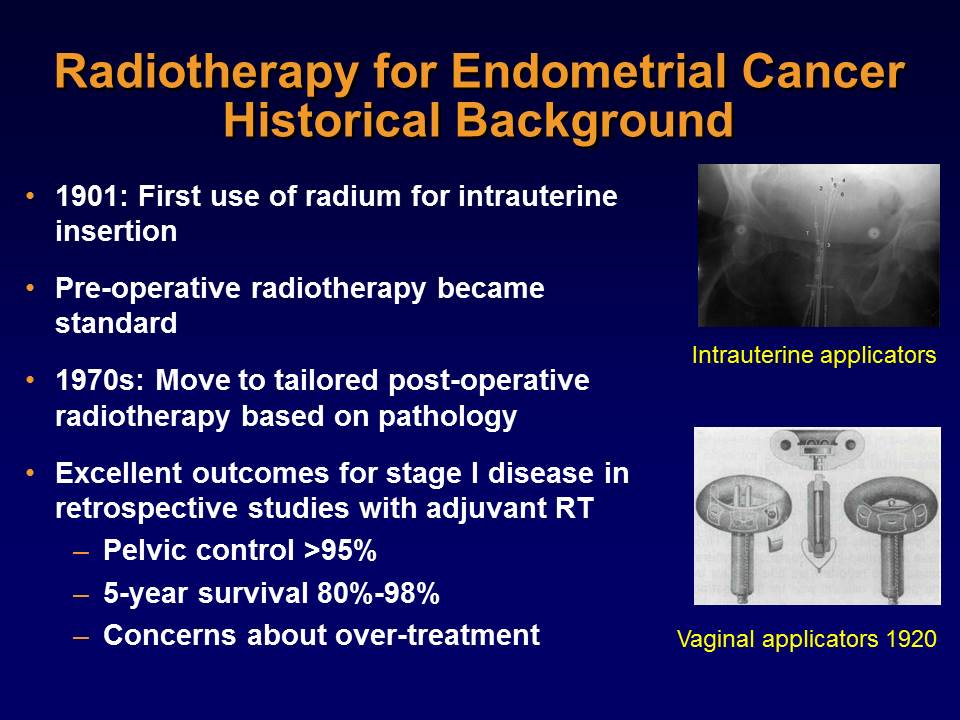 Radiotherapy for Endometrial Cancer
Historical Background
• 1901: First use of radium for intrauterine
insertion
• Pre-operative radiotherapy became
standard
• 1970s: Move to tailored post-operative
radiotherapy based on pathology
• Excellent outcomes for stage I disease in
retrospective studies with adjuvant RT
– Pelvic control >95%
– 5-year survival 80%-98%
– Concerns about over-treatment
Intrauterine applicators
Vaginal applicators 1920